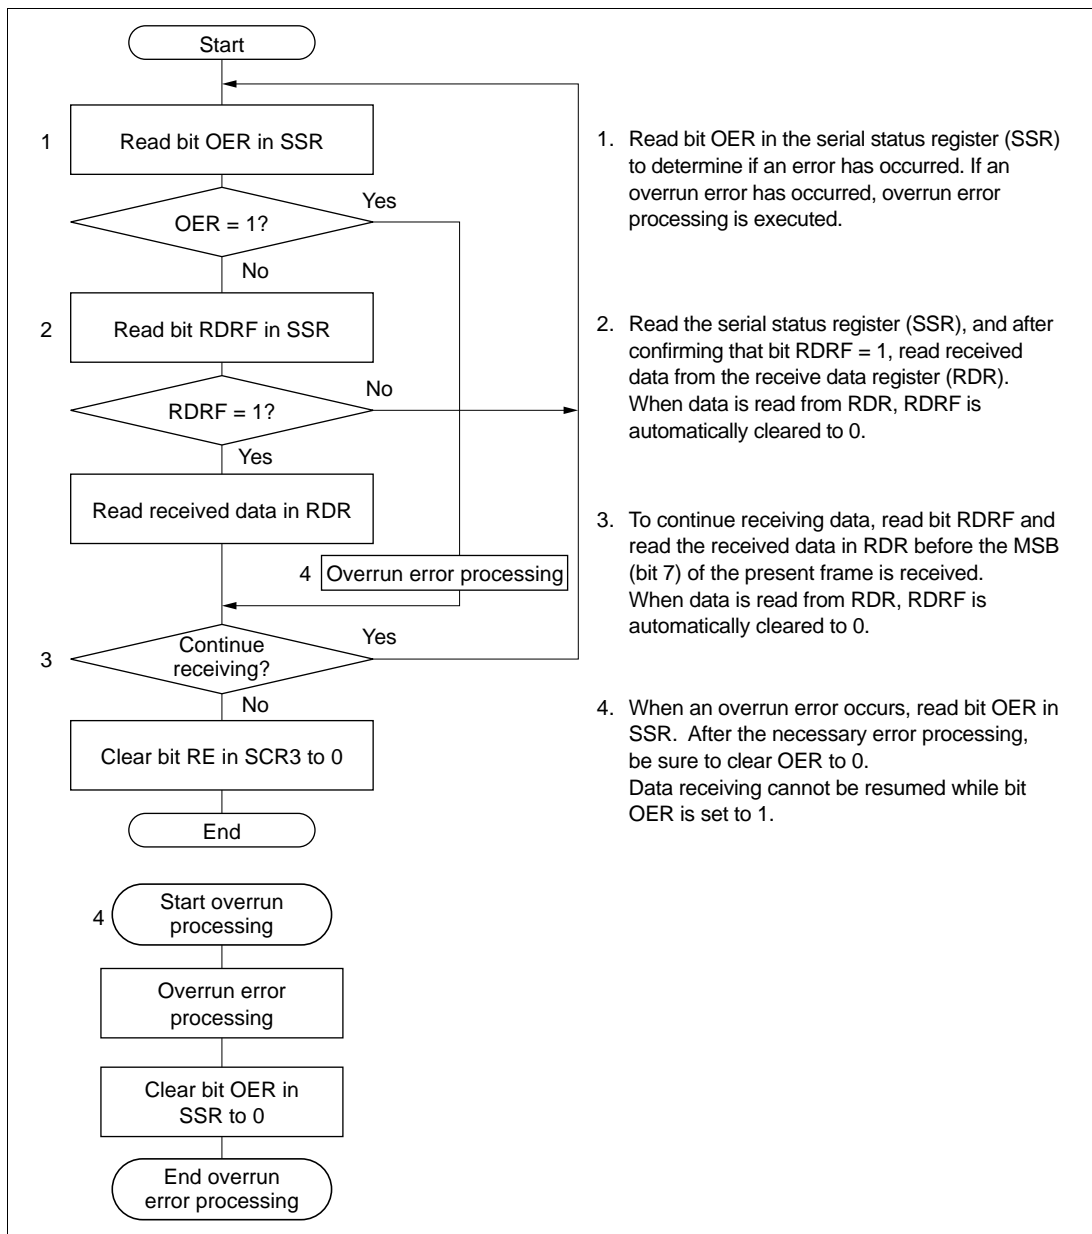 Start
1
Read bit OER in SSR
OER = 1?
Yes
No
2
Read bit RDRF in SSR
RDRF = 1?
No
Yes
Read received data in RDR
4
Overrun error processing
3
Continue
receiving?
Yes
No
Clear bit RE in SCR3 to 0
End
4
Start overrun
processing
Overrun error
processing
Clear bit OER in
SSR to 0
End overrun
error processing
1. Read bit OER in the serial status register (SSR)
to determine if an error has occurred. If an
overrun error has occurred, overrun error
processing is executed.
2. Read the serial status register (SSR), and after
confirming that bit RDRF = 1, read received
data from the receive data register (RDR).
When data is read from RDR, RDRF is
automatically cleared to 0.
3. To continue receiving data, read bit RDRF and
read the received data in RDR before the MSB
(bit 7) of the present frame is received.
When data is read from RDR, RDRF is
automatically cleared to 0.
4. When an overrun error occurs, read bit OER in
SSR. After the necessary error processing,
be sure to clear OER to 0.
Data receiving cannot be resumed while bit
OER is set to 1.